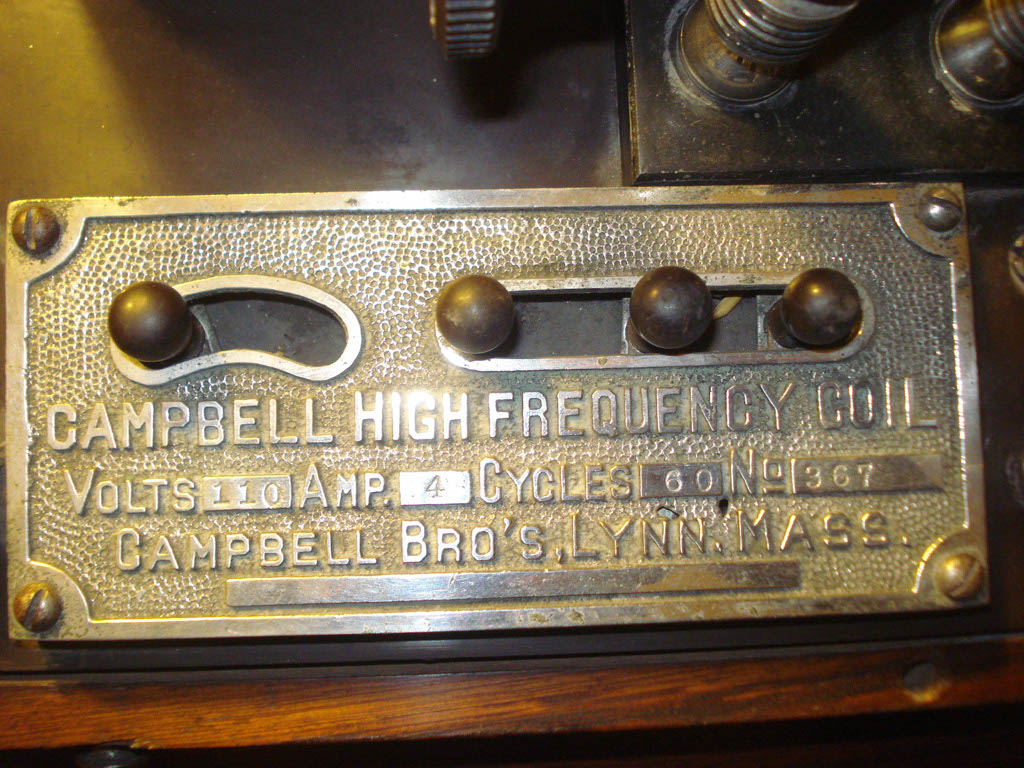 CAMPBELL HIGH FREQUENCY COIL
VOLTS 110 AMP. 4 CYCLES 60 No 367
CAMPBELL BRO'S, LYNN. MASS.